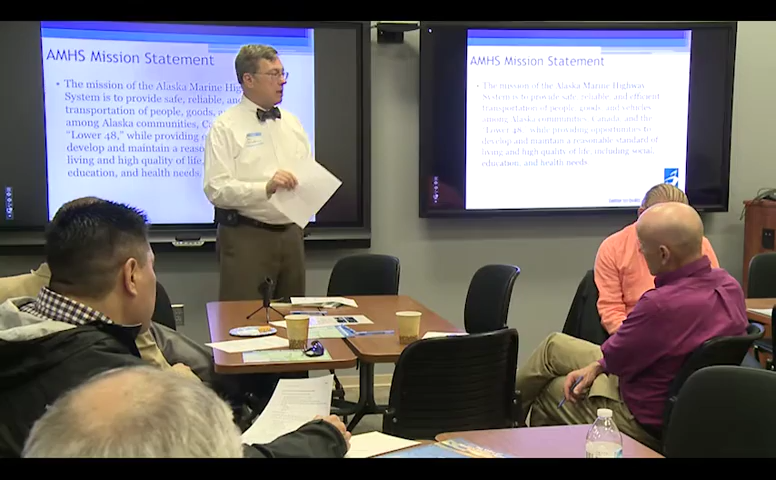 AMHS Mission Statement
• The mission of the Alaska Marine High
System is to provide safe, reliable, and
transportation of people, goods, a
among Alaska communities, Ca
"Lower 48," while providing o
develop and maintain a reaso
living and high quality of life,
education, and health needs.
AMHS Mission Statement
• The mission of the Alaska Marine Highway
System is to provide safe, reliable, and efficient
transportation of people, goods, and vehicles
among Alaska communities, Canada, and the
"Lower 48," while providing opportunities to
develop and maintain a reasonable standard of
living and high quality of life, including social,
education, and health needs.